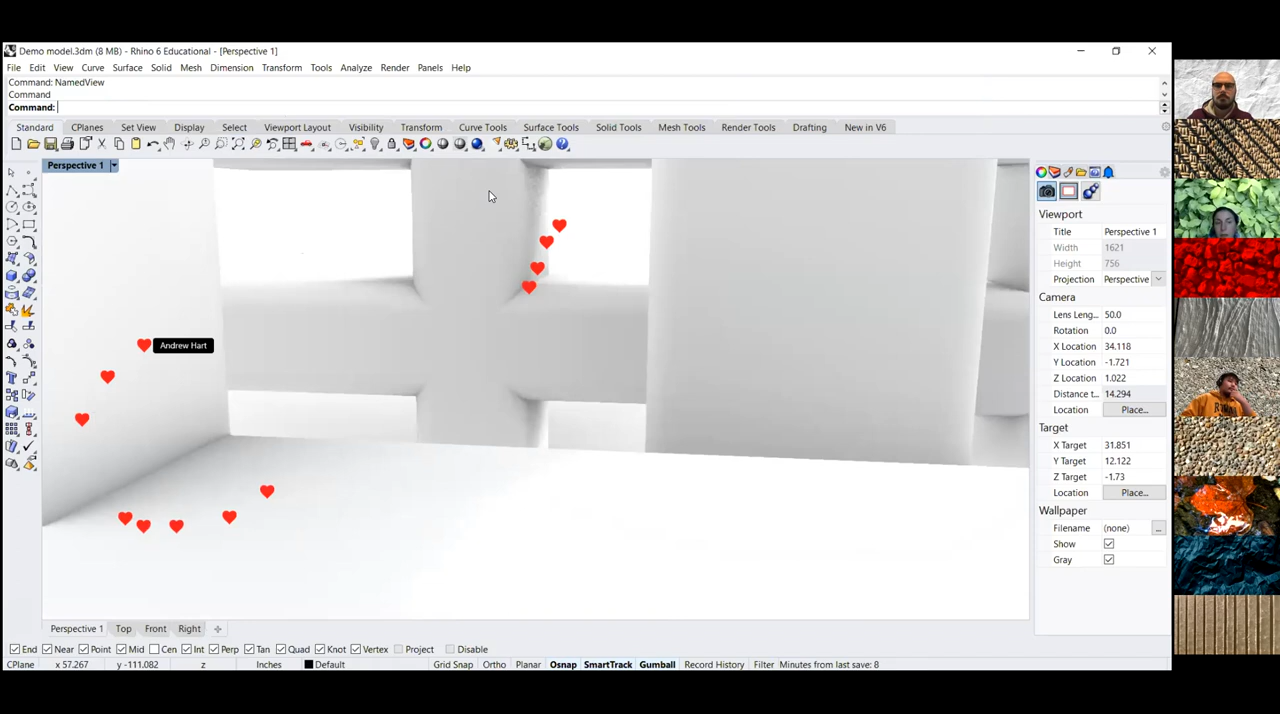 Demo model.3dm (8 MB) - Rhino 6 Educational - [Perspective 1]
File Edit View Curve Surface Solid Mesh Dimension Transform Tools Analyze Render Panels Help
Command: NamedView
Command
Command:
Standard CPlanes Set View Display Select Viewport Layout Visibility Transform Curve Tools Surface Tools Solid Tools Mesh Tools Render Tools Drafting New in V6
Perspective 1
Viewport
Title Perspective 1
Width 1621
Height 756
Projection Perspective
Camera
Lens Leng... 50.0
Rotation 0.0
X Location 34.118
Y Location -1.721
Z Location 1.022
Distance t... 14.294
Location Place...
Target
X Target 31.851
Y Target 12.122
Z Target -1.73
Location Place...
Wallpaper
Filename (none) ...
Show
Gray
Andrew Hart
Perspective 1 Top Front Right
End Near Point Mid Cen Int Perp Tan Quad Knot Vertex Project Disable
CPlane x 57.267 y -111.082 z Inches Default Grid Snap Ortho Planar Osnap SmartTrack Gumball Record History Filter Minutes from last save: 8